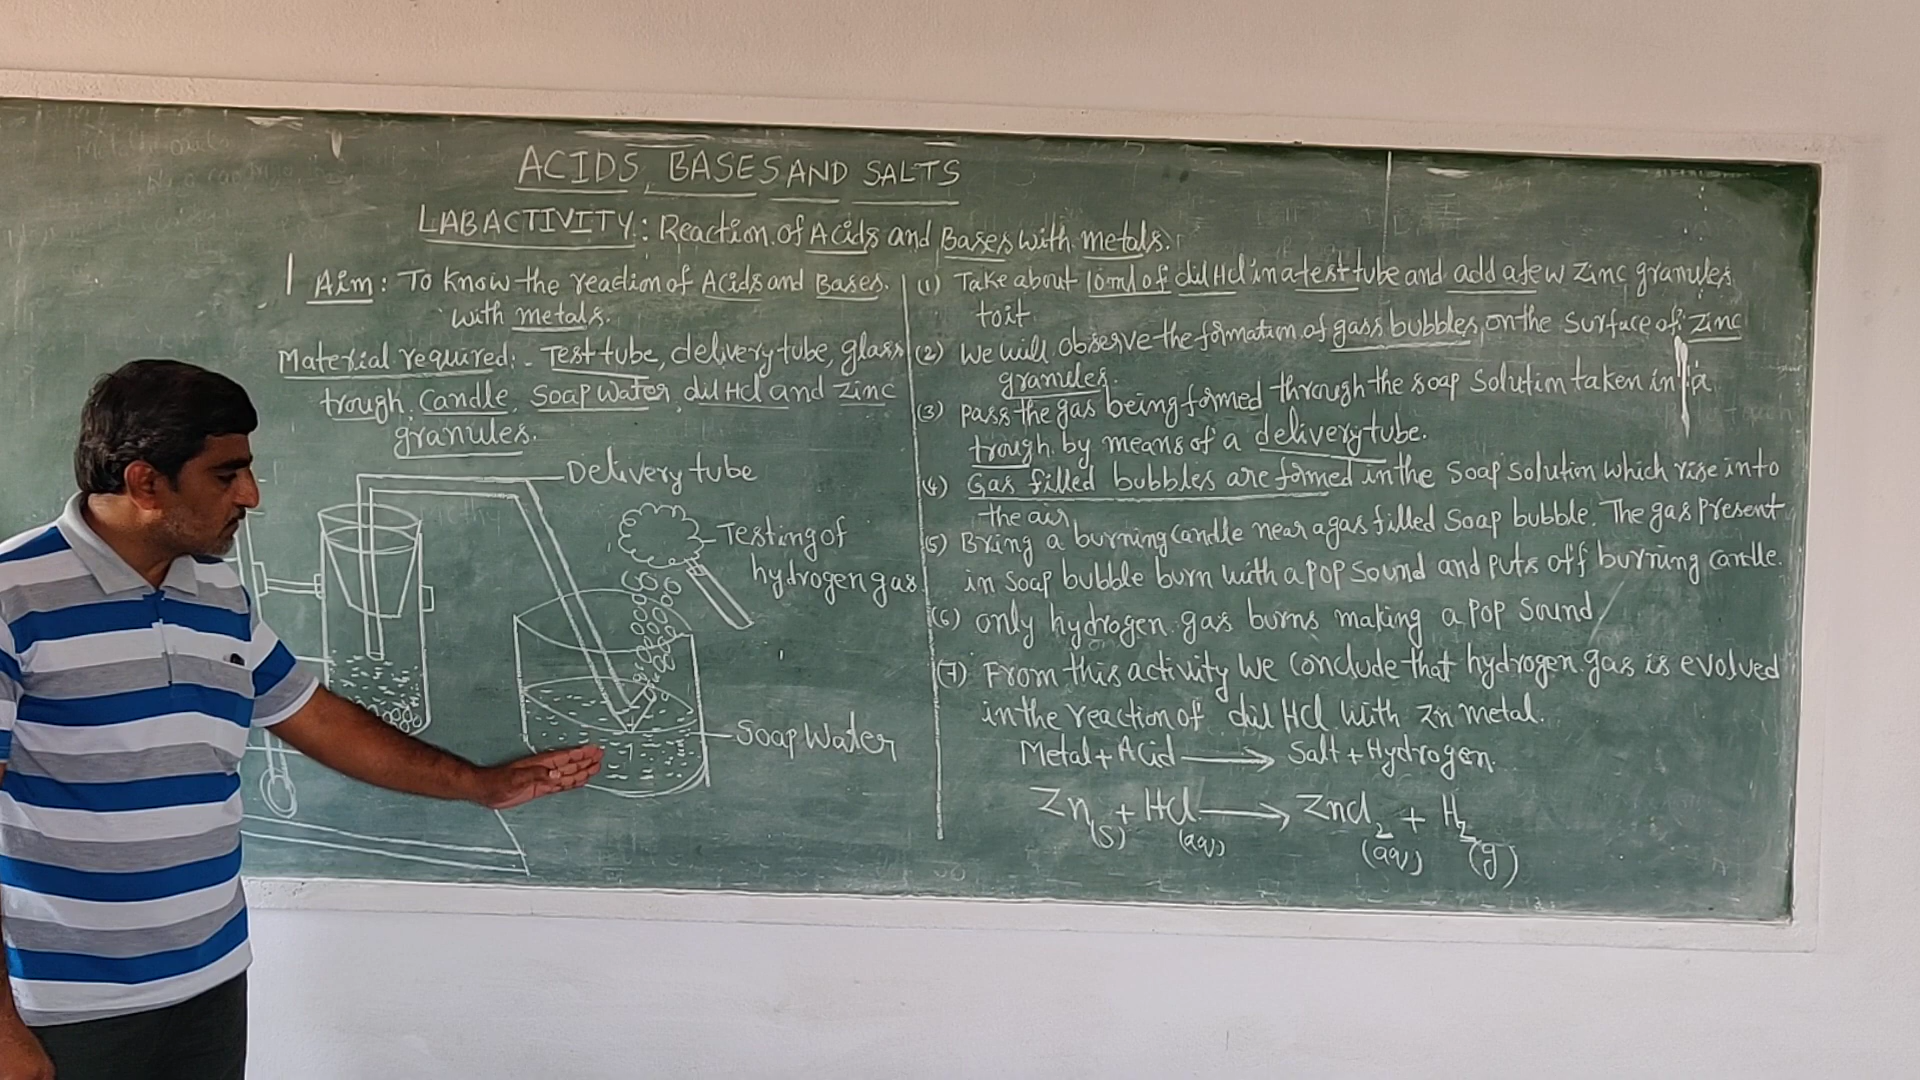 ACIDS, BASES AND SALTS
LAB ACTIVITY: Reaction of Acids and Bases with metals.
Aim: To know the reaction of Acids and Bases.
with metals.
Material required:- Test tube, delivery tube, glass
trough, Candle, Soap Water, dil Hcl and Zinc
granules.
Delivery tube
Testing of
hydrogen gas
Soap Water
(1) Take about 10ml of dil Hcl in a test tube and add a few Zinc granules
to it
(2) We will observe the formation of gass bubbles, on the Surface of Zinc
granules.
(3) pass the gas being formed through the soap Solution taken in a
trough by means of a delivery tube.
(4) Gas filled bubbles are formed in the Soap Solution which rise into
the air
(5) Bring a burning candle near a gas filled Soap bubble. The gas present
in soap bubble burn with a pop sound and puts off burning candle.
(6) only hydrogen gas burns making a pop Sound
(7) From this activity we conclude that hydrogen gas is evolved
in the reaction of dil Hcl with Zn metal.
Metal + Acid → Salt + Hydrogen
Zn(s) + Hcl(aq) → Zncl2(aq) + H2(g)